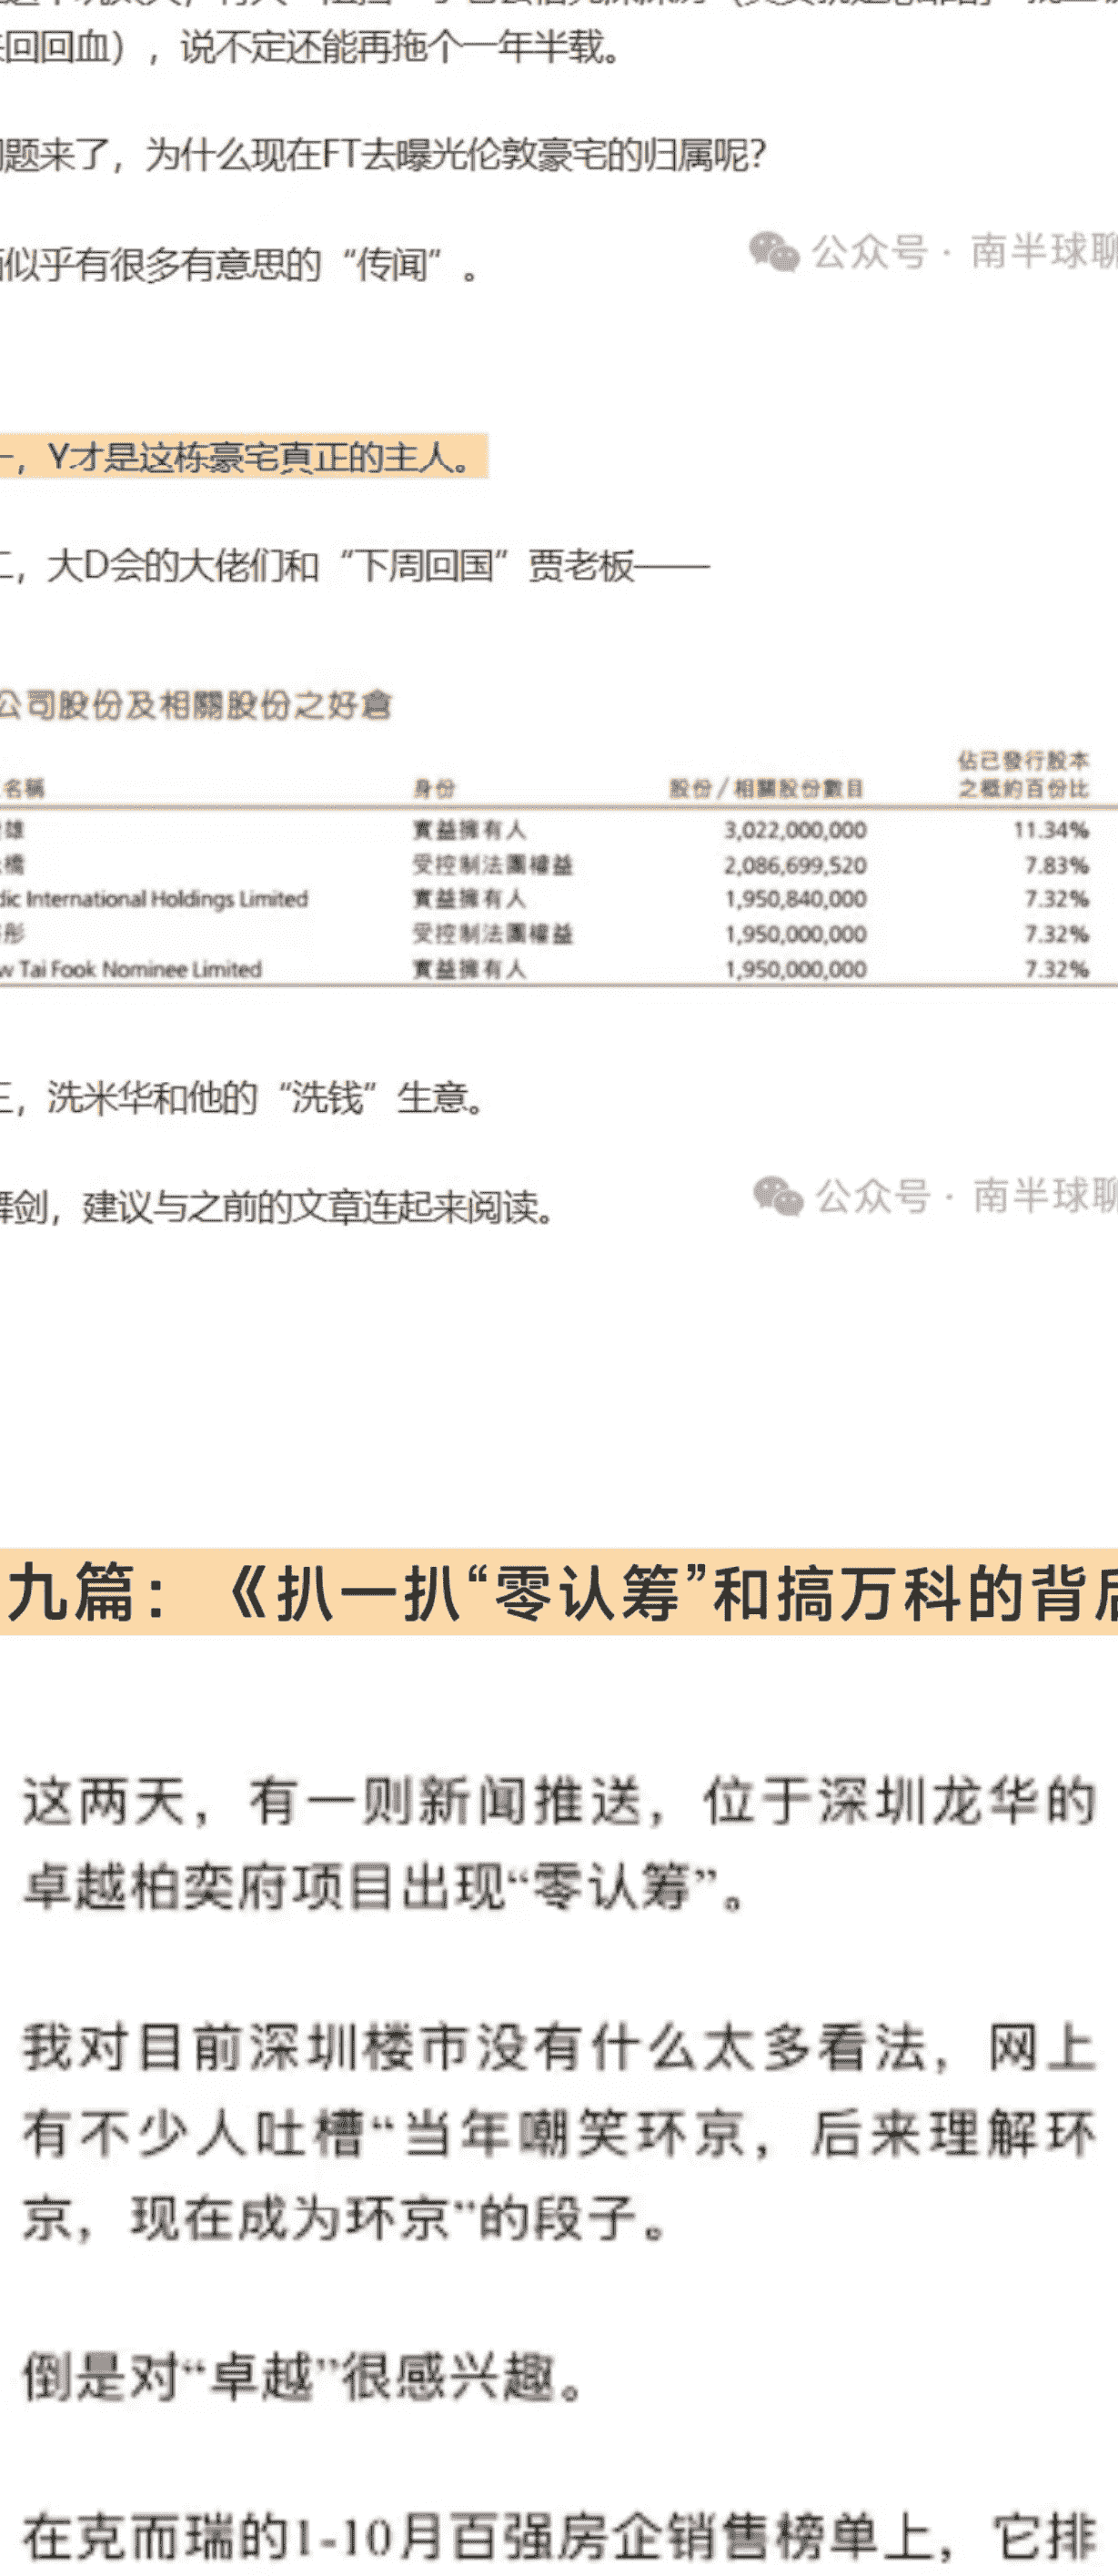 来回回血），说不定还能再拖个一年半载。
问题来了，为什么现在FT去曝光伦敦豪宅的归属呢？
似乎有很多有意思的“传闻”。
公众号 · 南半球聊
一，Y才是这栋豪宅真正的主人。
二，大D会的大佬们和“下周回国”贾老板——
公司股份及相關股份之好倉
名稱 身份 股份／相關股份數目 佔已發行股本之概約百份比
雄 實益擁有人 3,022,000,000 11.34%
橋 受控制法團權益 2,086,699,520 7.83%
dic International Holdings Limited 實益擁有人 1,950,840,000 7.32%
彤 受控制法團權益 1,950,000,000 7.32%
w Tai Fook Nominee Limited 實益擁有人 1,950,000,000 7.32%
三，洗米华和他的“洗钱”生意。
舞剑，建议与之前的文章连起来阅读。
公众号 · 南半球聊
九篇：《扒一扒“零认筹”和搞万科的背后
这两天，有一则新闻推送，位于深圳龙华的
卓越柏奕府项目出现“零认筹”。
我对目前深圳楼市没有什么太多看法，网上
有不少人吐槽“当年嘲笑环京，后来理解环
京，现在成为环京”的段子。
倒是对“卓越”很感兴趣。
在克而瑞的1-10月百强房企销售榜单上，它排